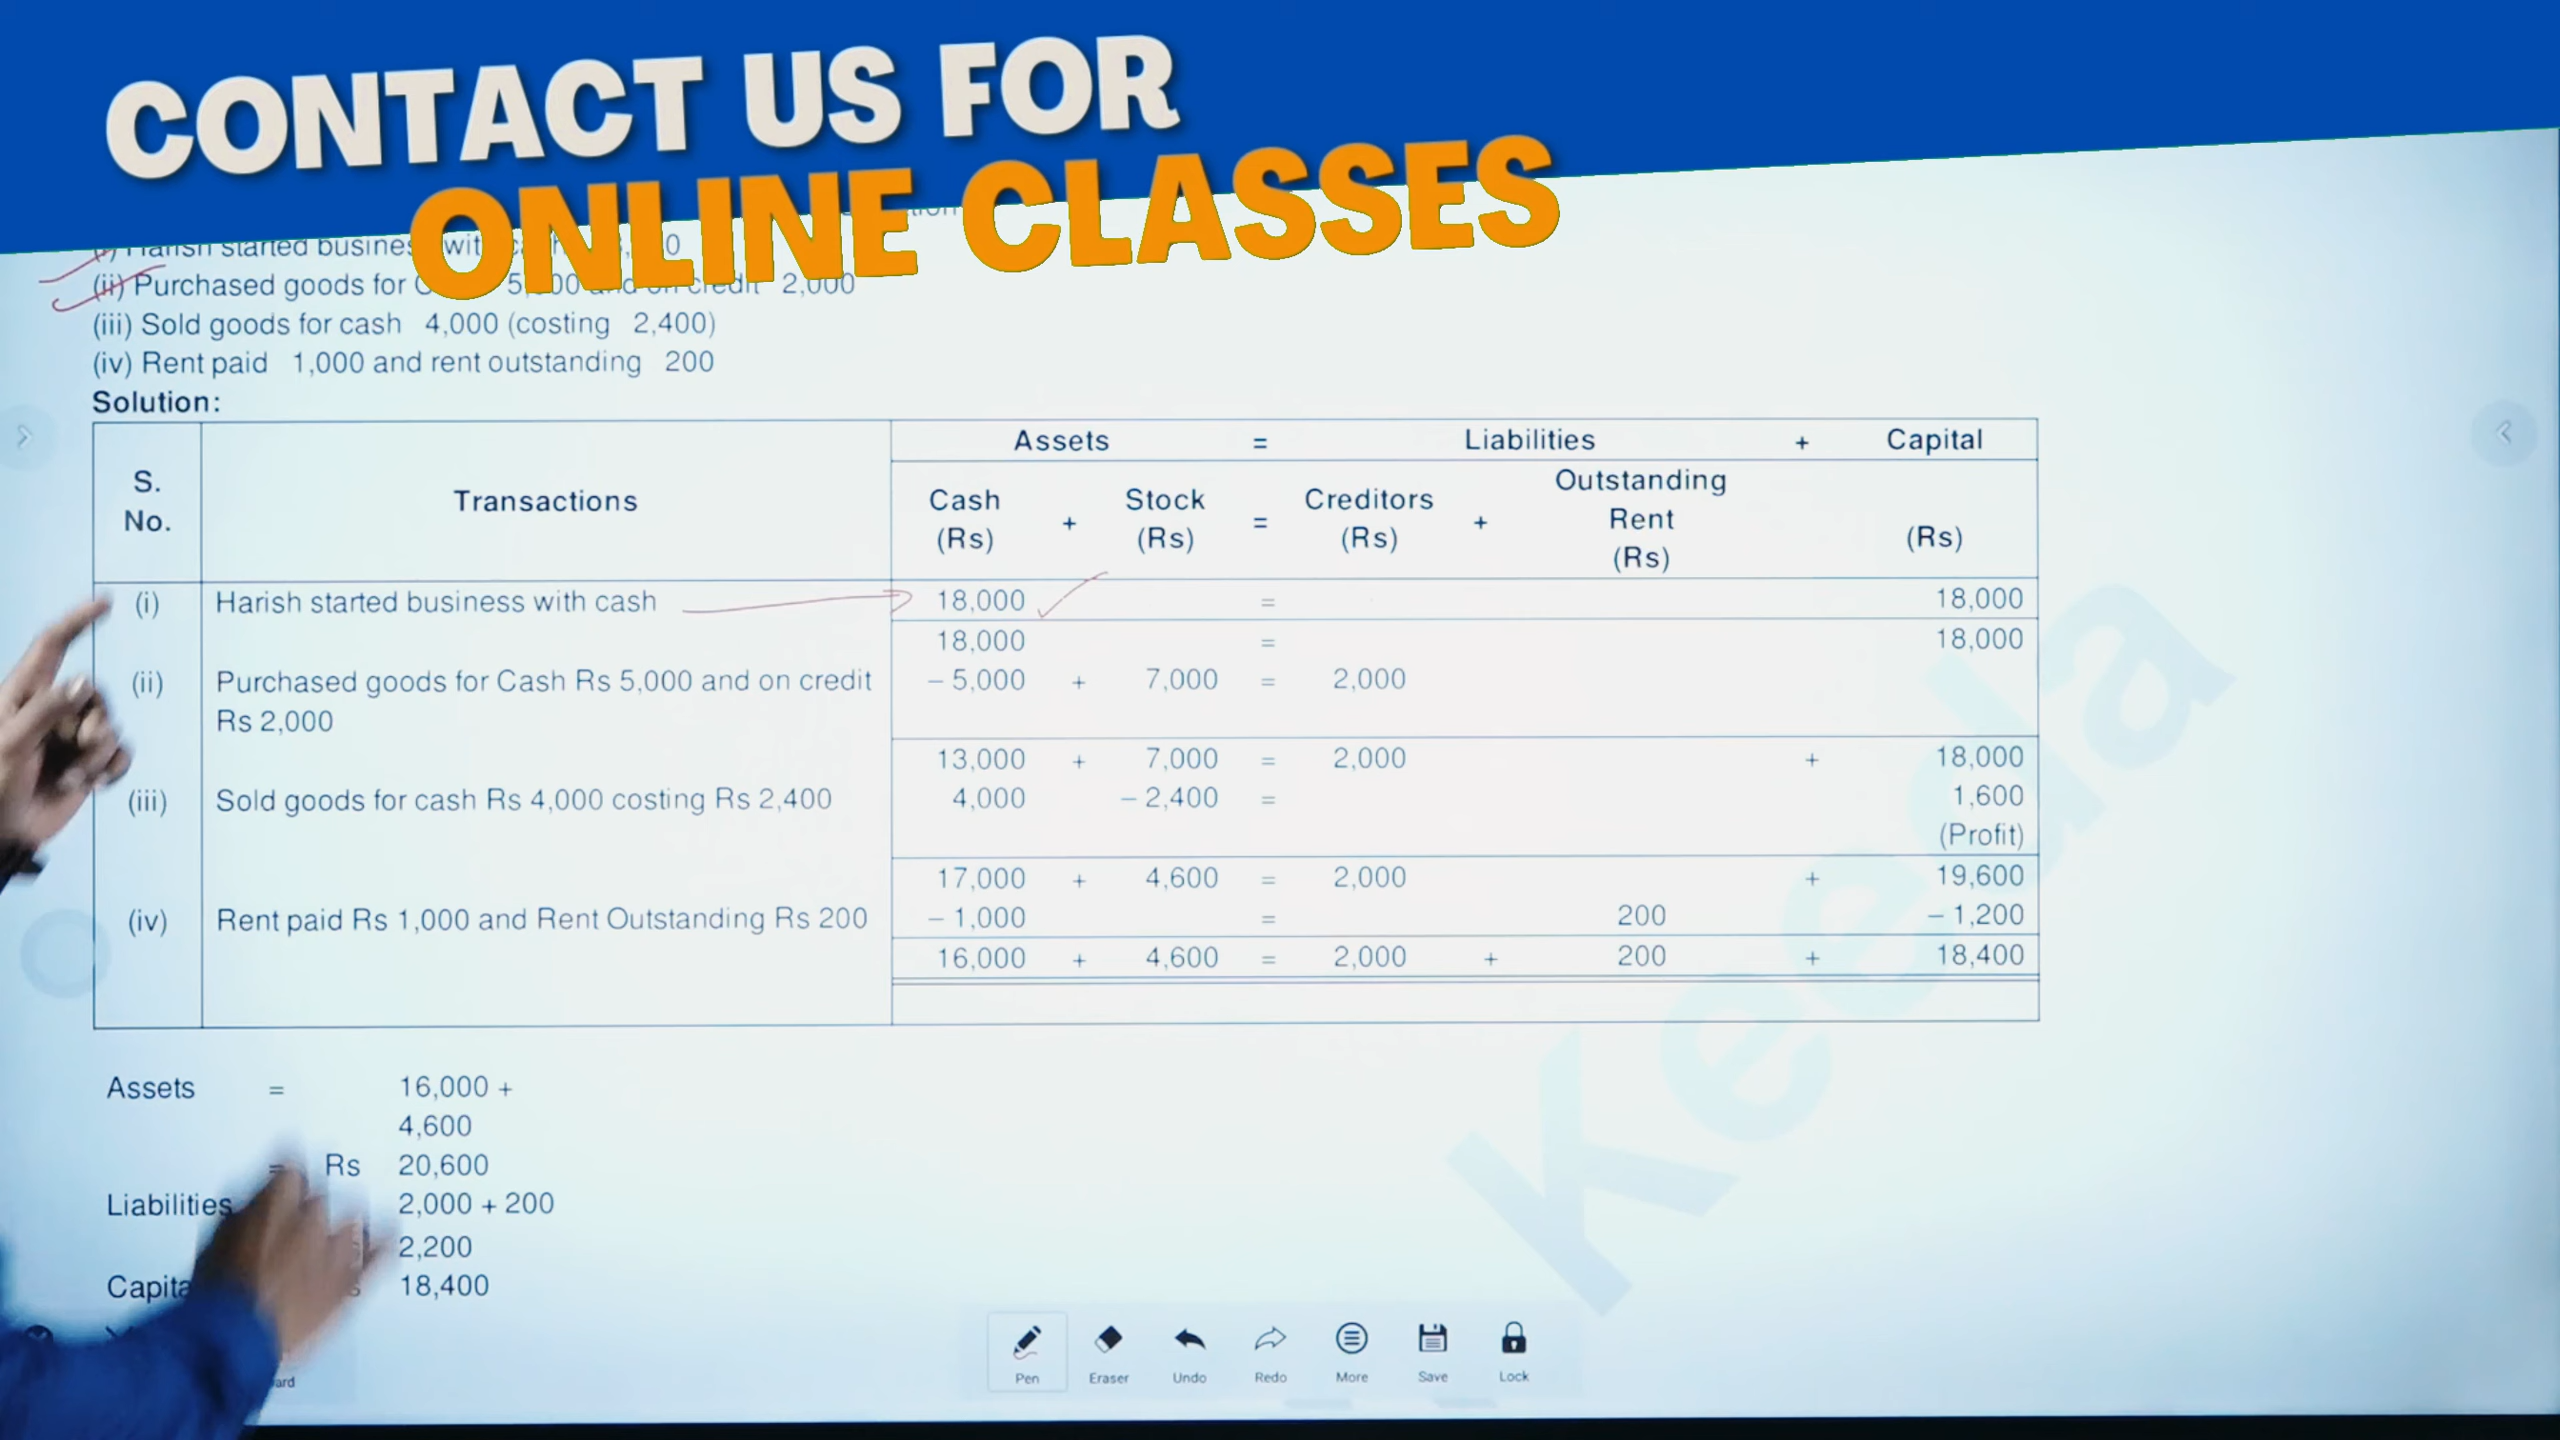 CONTACT US FOR
ONLINE CLASSES
Harish started business
(ii) Purchased goods for 2,000
(iii) Sold goods for cash 4,000 (costing 2,400)
(iv) Rent paid 1,000 and rent outstanding 200
Solution:
Assets = Liabilities + Capital
S. No. Transactions Cash (Rs) + Stock (Rs) = Creditors (Rs) + Outstanding Rent (Rs) (Rs)
(i) Harish started business with cash 18,000 = 18,000
18,000 = 18,000
(ii) Purchased goods for Cash Rs 5,000 and on credit – 5,000 + 7,000 = 2,000
Rs 2,000
13,000 + 7,000 = 2,000 + 18,000
(iii) Sold goods for cash Rs 4,000 costing Rs 2,400 4,000 – 2,400 = 1,600
(Profit)
17,000 + 4,600 = 2,000 + 19,600
(iv) Rent paid Rs 1,000 and Rent Outstanding Rs 200 – 1,000 = 200 – 1,200
16,000 + 4,600 = 2,000 + 200 + 18,400
Assets = 16,000 +
4,600
= Rs 20,600
Liabilities 2,000 + 200
2,200
18,400
Keeda
Pen Eraser Undo Redo More Save Lock